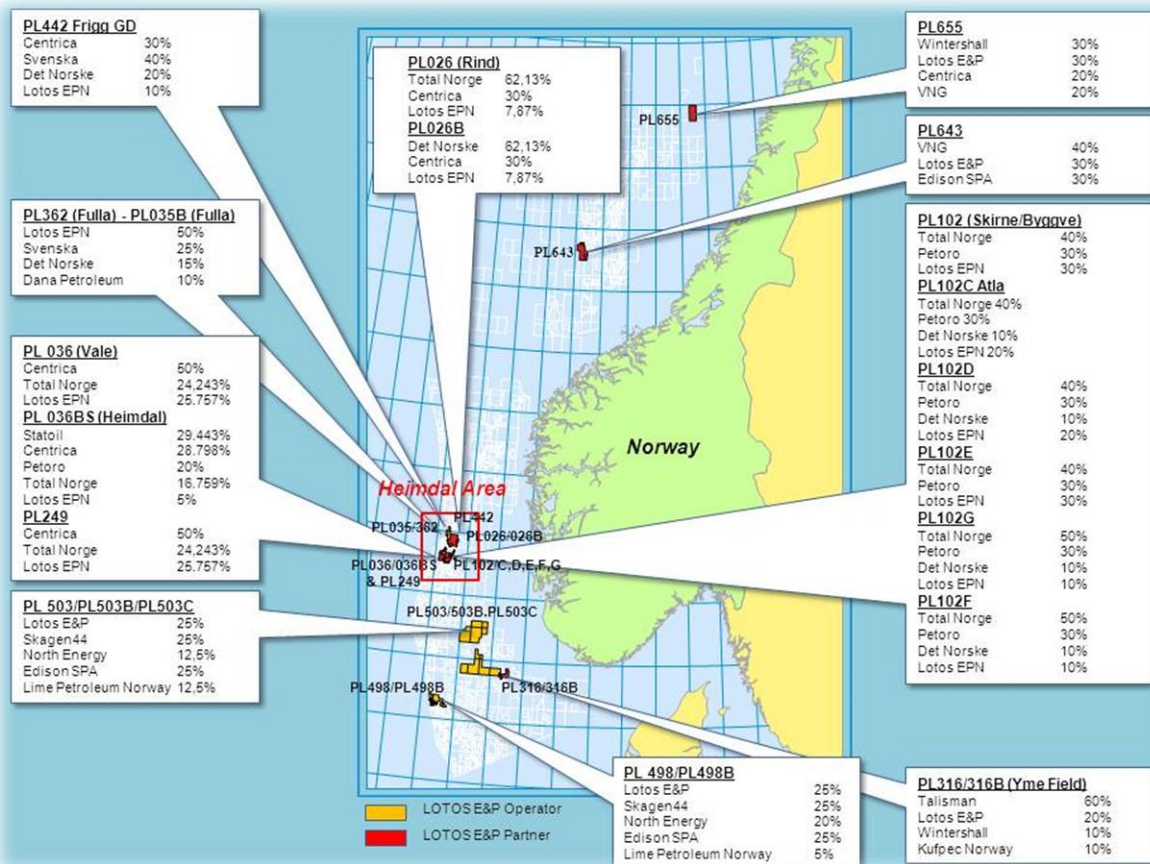 PL442 Frigg GD
Centrica 30%
Svenska 40%
Det Norske 20%
Lotos EPN 10%
PL362 (Fulla) - PL035B (Fulla)
Lotos EPN 50%
Svenska 25%
Det Norske 15%
Dana Petroleum 10%
PL 036 (Vale)
Centrica 50%
Total Norge 24,243%
Lotos EPN 25.757%
PL 036BS (Heimdal)
Statoil 29.443%
Centrica 28.798%
Petoro 20%
Total Norge 16.759%
Lotos EPN 5%
PL249
Centrica 50%
Total Norge 24,243%
Lotos EPN 25.757%
PL 503/PL503B/PL503C
Lotos E&P 25%
Skagen44 25%
North Energy 12,5%
Edison SPA 25%
Lime Petroleum Norway 12,5%
PL026 (Rind)
Total Norge 62,13%
Centrica 30%
Lotos EPN 7,87%
PL026B
Det Norske 62,13%
Centrica 30%
Lotos EPN 7,87%
PL655
PL643
Norway
Heimdal Area
PL442
PL035/362
PL026/026B
PL036/036BS
& PL249
PL102/C,D,E,F,G
PL503/503B.PL503C
PL498/PL498B
PL316/316B
LOTOS E&P Operator
LOTOS E&P Partner
PL 498/PL498B
Lotos E&P 25%
Skagen44 25%
North Energy 20%
Edison SPA 25%
Lime Petroleum Norway 5%
PL655
Wintershall 30%
Lotos E&P 30%
Centrica 20%
VNG 20%
PL643
VNG 40%
Lotos E&P 30%
Edison SPA 30%
PL102 (Skirne/Byggve)
Total Norge 40%
Petoro 30%
Lotos EPN 30%
PL102C Atla
Total Norge 40%
Petoro 30%
Det Norske 10%
Lotos EPN 20%
PL102D
Total Norge 40%
Petoro 30%
Det Norske 10%
Lotos EPN 20%
PL102E
Total Norge 40%
Petoro 30%
Lotos EPN 30%
PL102G
Total Norge 50%
Petoro 30%
Det Norske 10%
Lotos EPN 10%
PL102F
Total Norge 50%
Petoro 30%
Det Norske 10%
Lotos EPN 10%
PL316/316B (Yme Field)
Talisman 60%
Lotos E&P 20%
Wintershall 10%
Kufpec Norway 10%